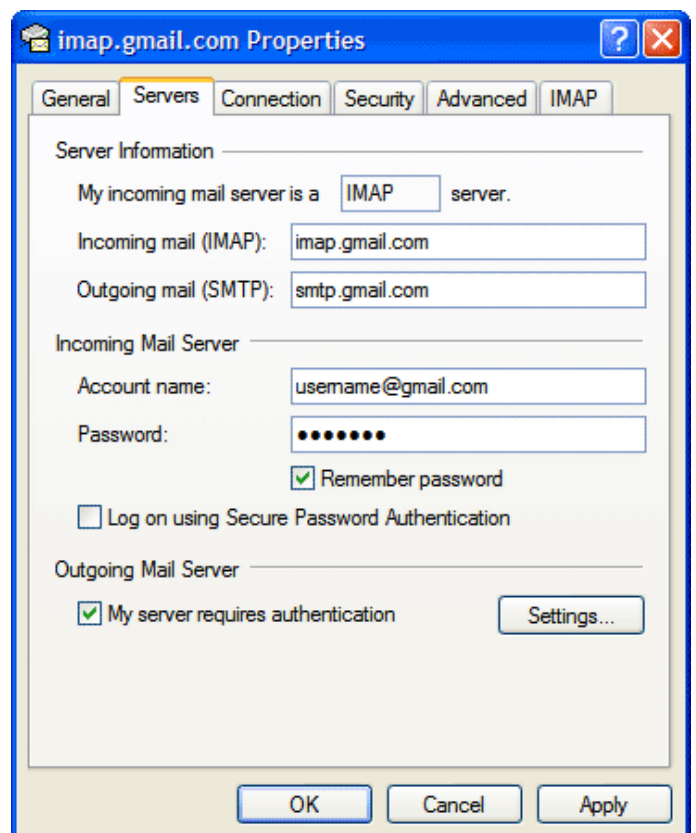 imap.gmail.com Properties
General Servers Connection Security Advanced IMAP
Server Information
My incoming mail server is a IMAP server.
Incoming mail (IMAP): imap.gmail.com
Outgoing mail (SMTP): smtp.gmail.com
Incoming Mail Server
Account name: username@gmail.com
Password: •••••••
Remember password
Log on using Secure Password Authentication
Outgoing Mail Server
My server requires authentication Settings...
OK Cancel Apply